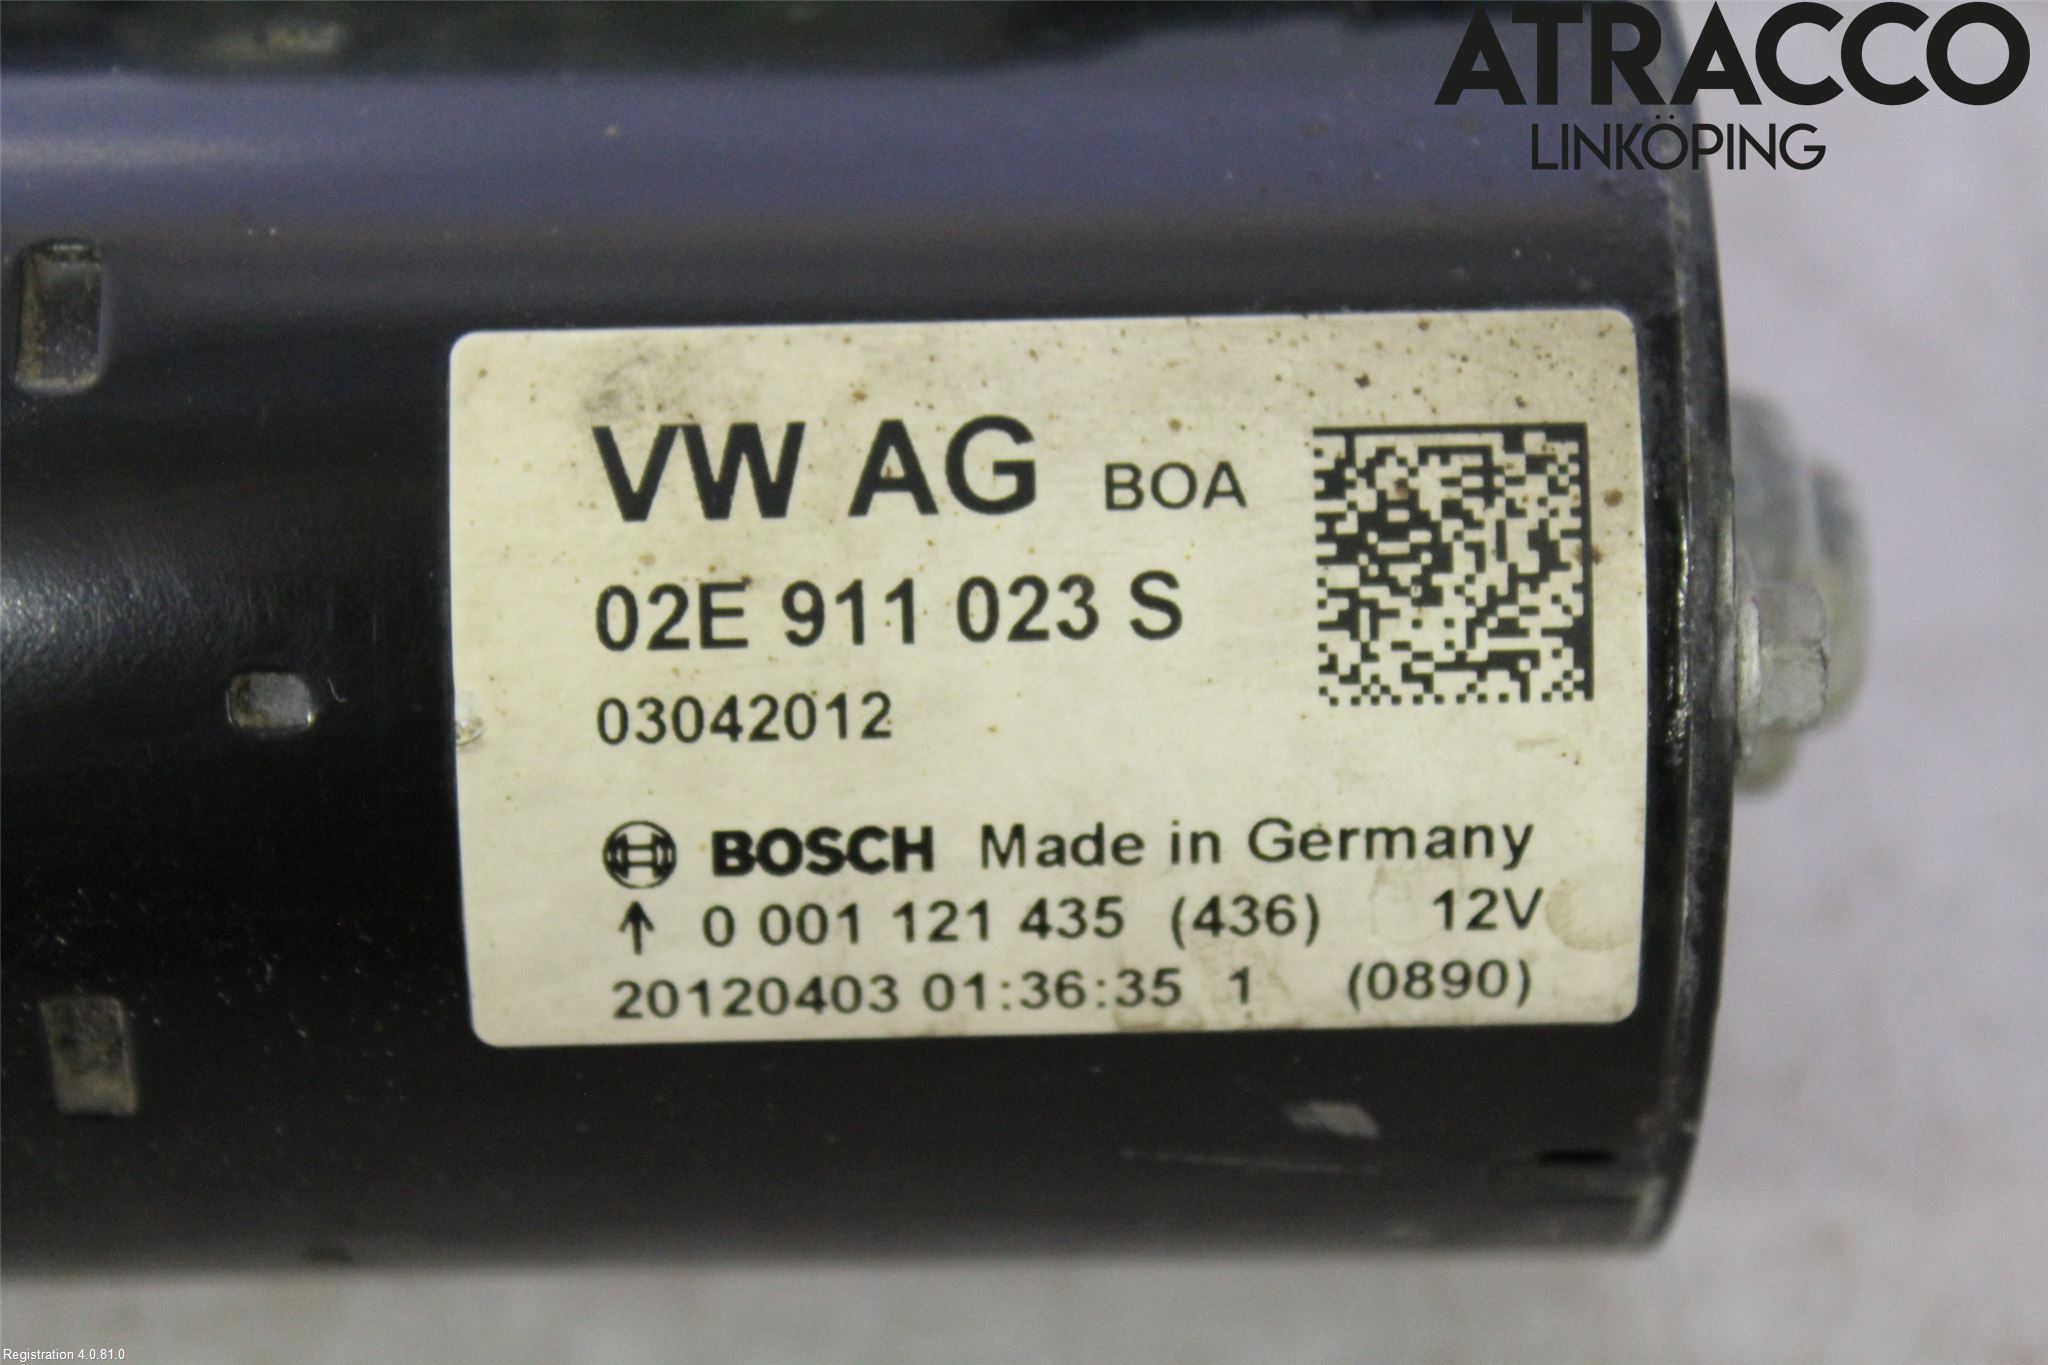 ATRACCO
LINKÖPING
VW AG BOA
02E 911 023 S
03042012
BOSCH Made in Germany
↑ 0 001 121 435 (436) 12V
20120403 01:36:35 1 (0890)
Registration 4.0.81.0